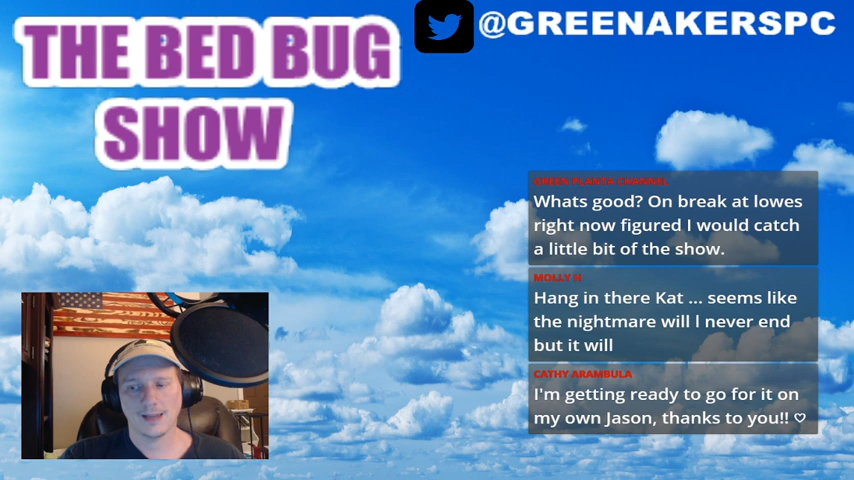 THE BED BUG
SHOW
@GREENAKERSPC
GREEN PLANTA CHANNEL
Whats good? On break at lowes
right now figured I would catch
a little bit of the show.
MOLLY H
Hang in there Kat ... seems like
the nightmare will l never end
but it will
CATHY ARAMBULA
I'm getting ready to go for it on
my own Jason, thanks to you!! ♡